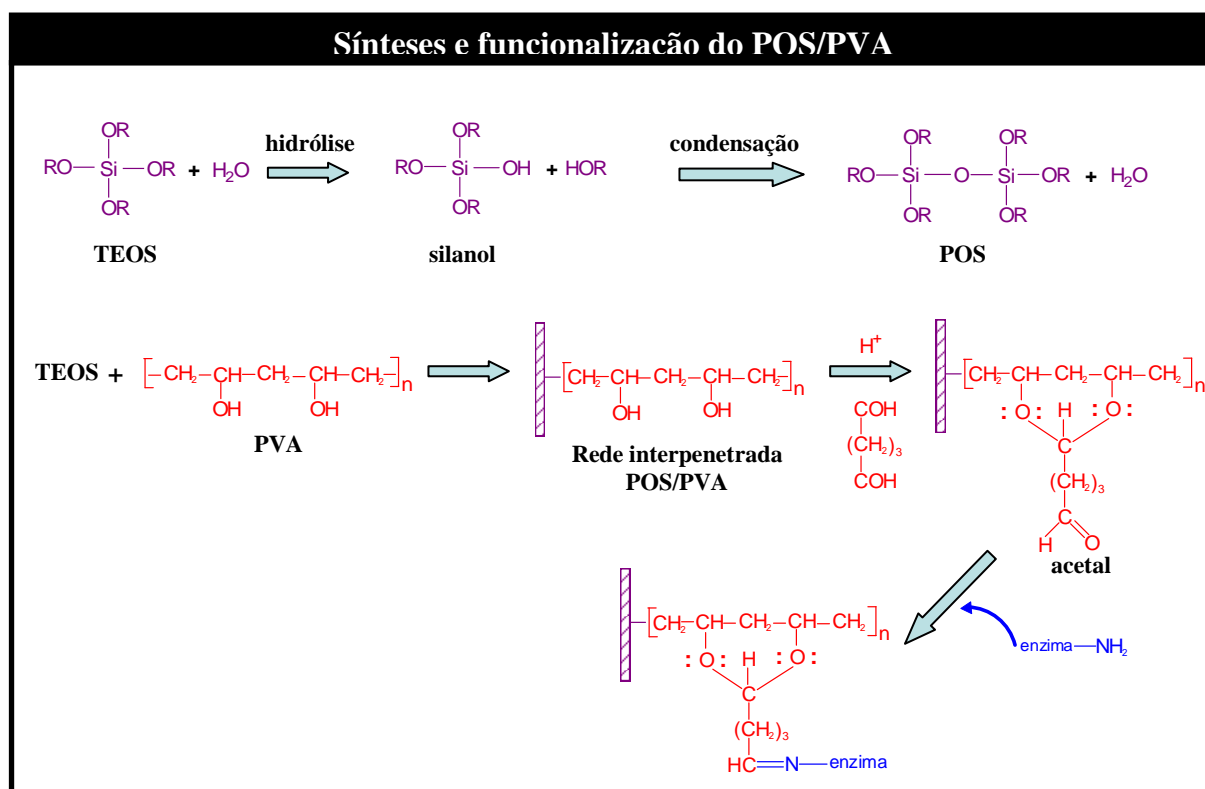 Sínteses e funcionalização do POS/PVA
OR
RO—Si—OR + H₂O
OR
TEOS
hidrólise
OR
RO—Si—OH + HOR
OR
silanol
condensação
OR OR
RO—Si—O—Si—OR + H₂O
OR OR
POS
TEOS + [—CH₂—CH—CH₂—CH—CH₂—]n
OH OH
PVA
[CH₂—CH—CH₂—CH—CH₂—]n
OH OH
Rede interpenetrada
POS/PVA
H⁺
COH
(CH₂)₃
COH
[CH₂—CH—CH₂—CH—CH₂]n
:O: H :O:
C
(CH₂)₃
C
H O
acetal
enzima—NH₂
[CH₂—CH—CH₂—CH—CH₂]n
:O: H :O:
C
(CH₂)₃
HC=N—enzima